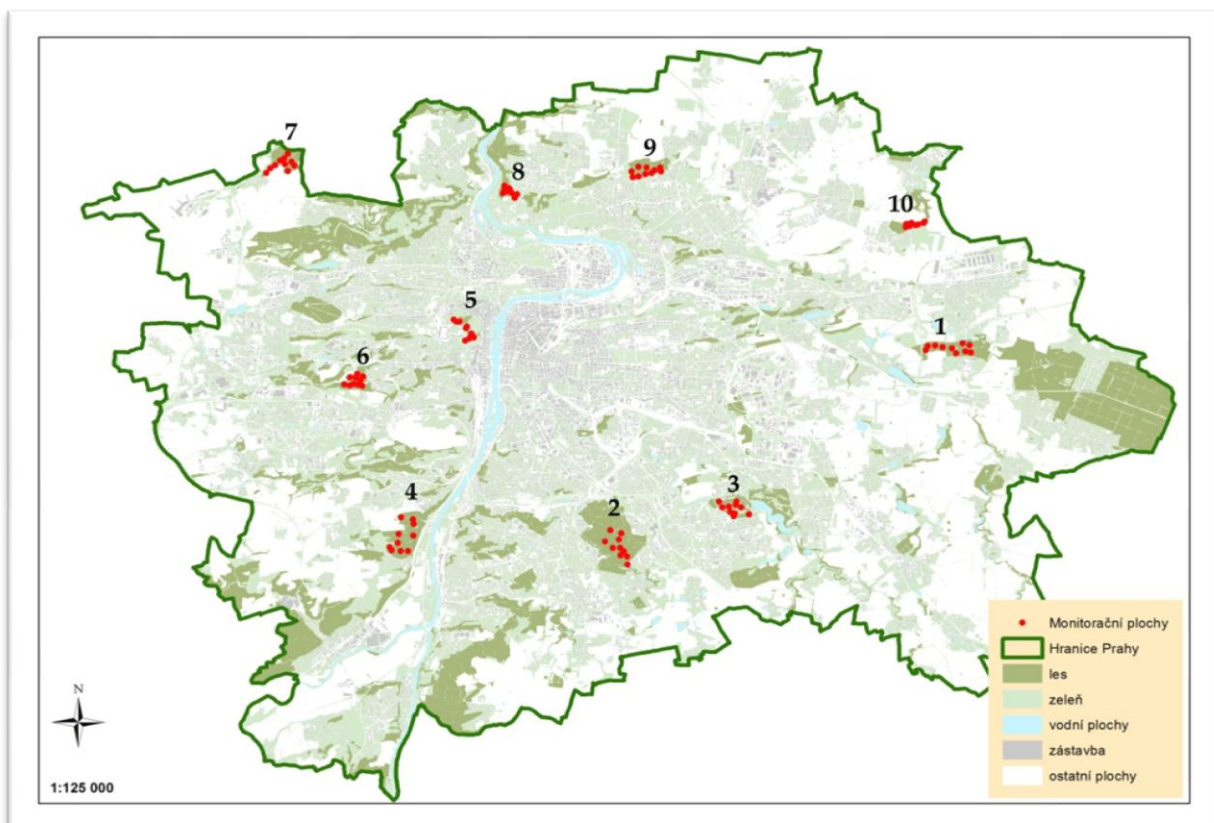 7
9
8
10
5
1
6
4
2
3
Monitorační plochy
Hranice Prahy
les
zeleň
vodní plochy
zástavba
ostatní plochy
N
1:125 000